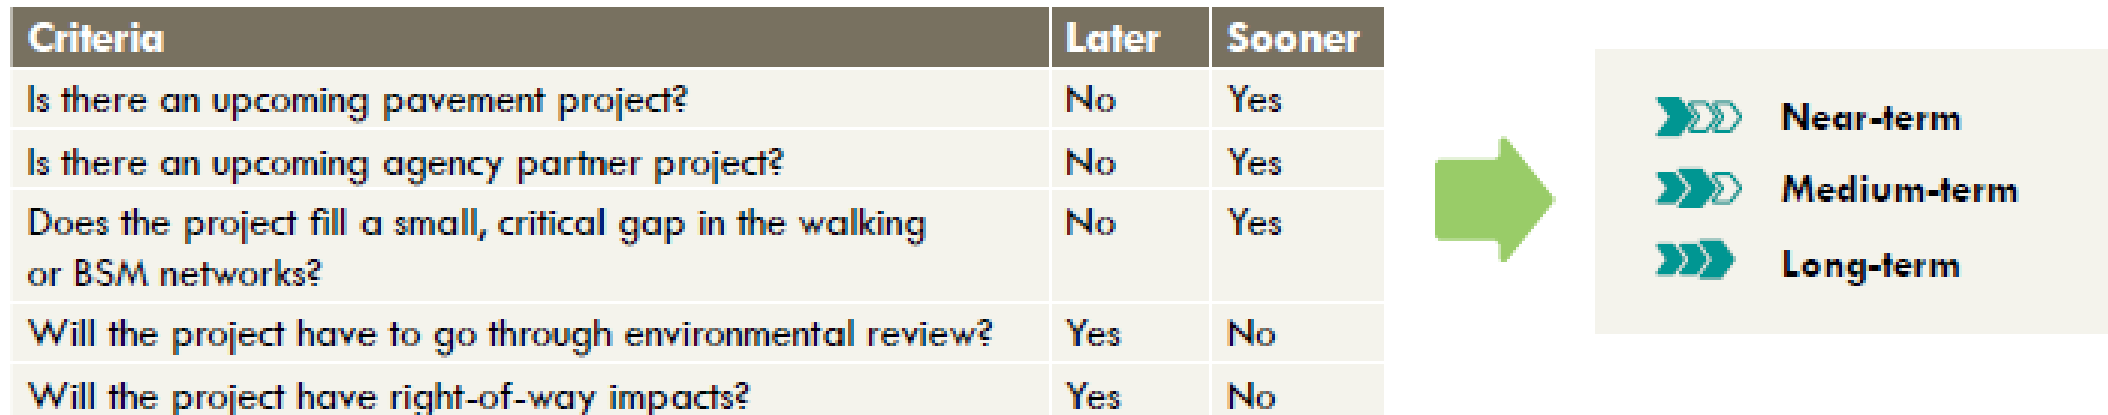 Criteria Later Sooner
Is there an upcoming pavement project? No Yes
Is there an upcoming agency partner project? No Yes
Does the project fill a small, critical gap in the walking No Yes
or BSM networks?
Will the project have to go through environmental review? Yes No
Will the project have right-of-way impacts? Yes No
Near-term
Medium-term
Long-term